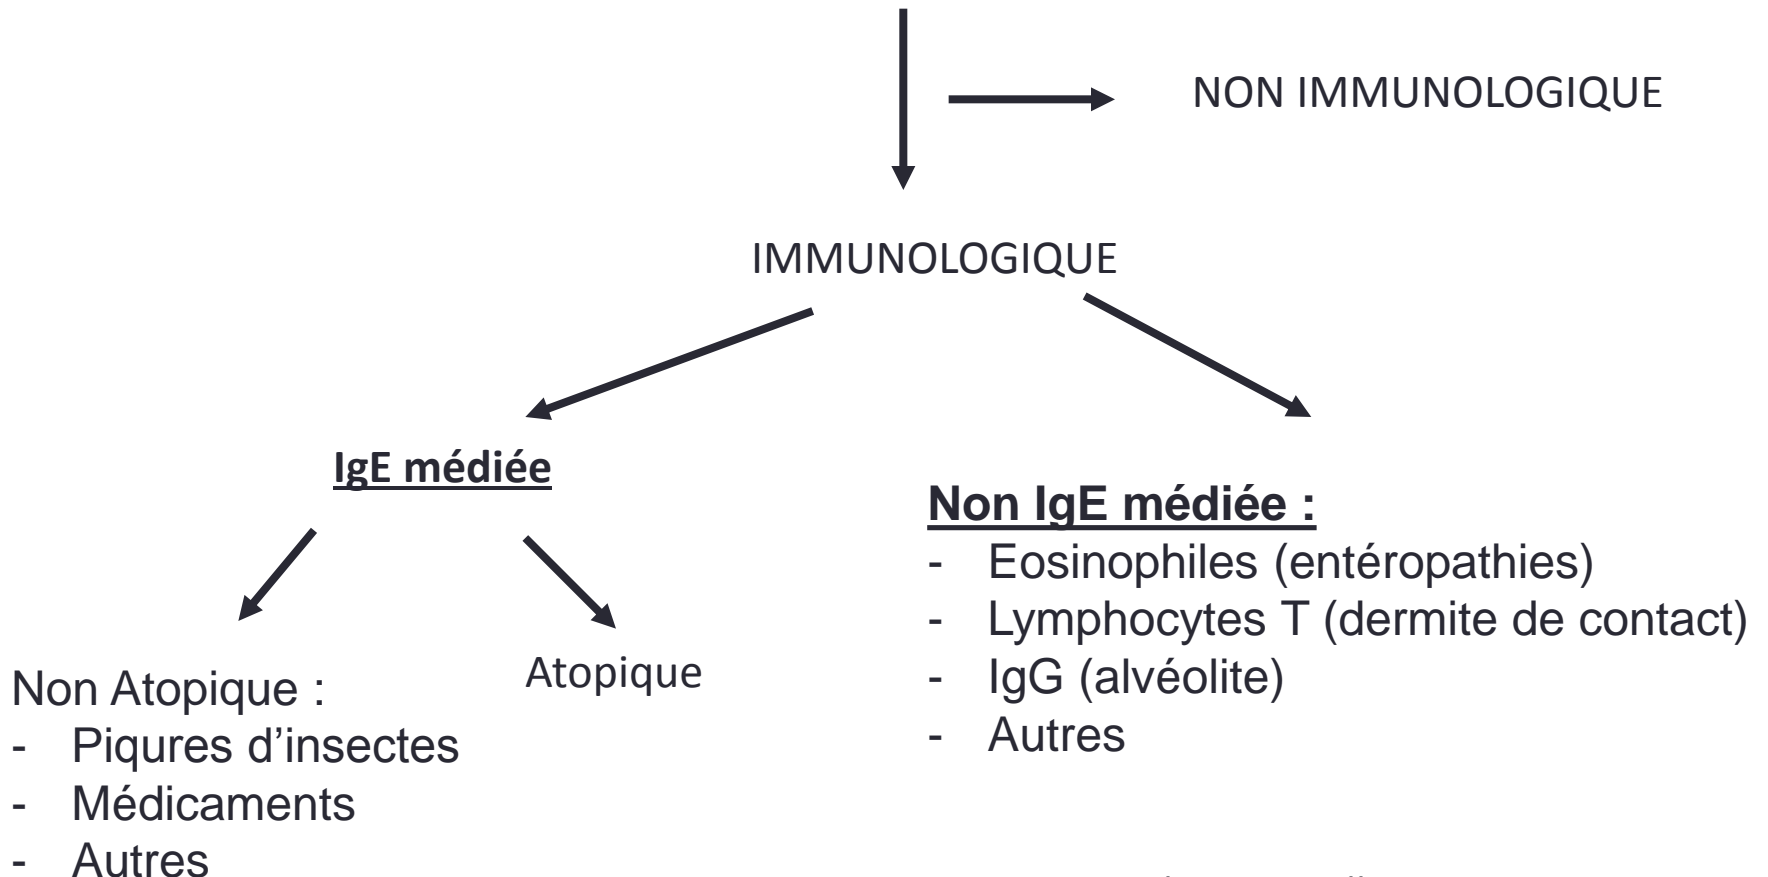 NON IMMUNOLOGIQUE
IMMUNOLOGIQUE
IgE médiée
Non IgE médiée :
- Eosinophiles (entéropathies)
- Lymphocytes T (dermite de contact)
- IgG (alvéolite)
- Autres
Atopique
Non Atopique :
- Piqures d’insectes
- Médicaments
- Autres